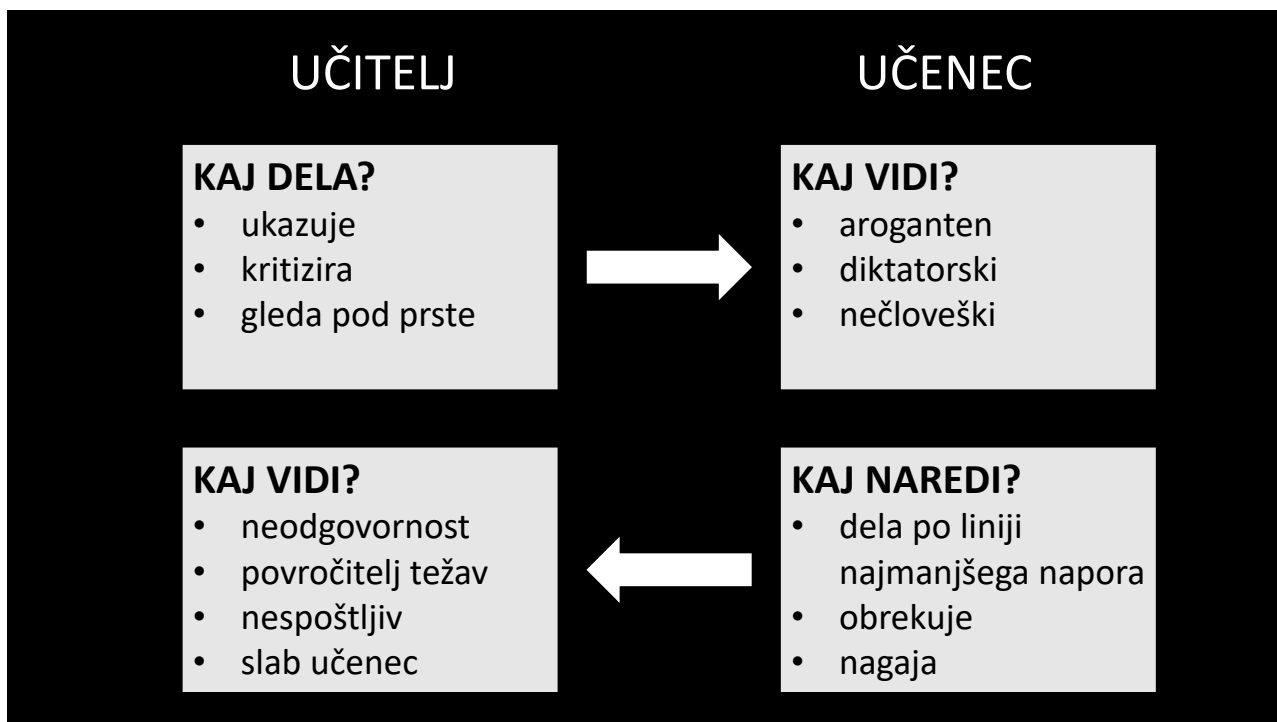 UČITELJ
UČENEC
KAJ DELA?
• ukazuje
• kritizira
• gleda pod prste
KAJ VIDI?
• aroganten
• diktatorski
• nečloveški
KAJ VIDI?
• neodgovornost
• povročitelj težav
• nespoštljiv
• slab učenec
KAJ NAREDI?
• dela po liniji
najmanjšega napora
• obrekuje
• nagaja